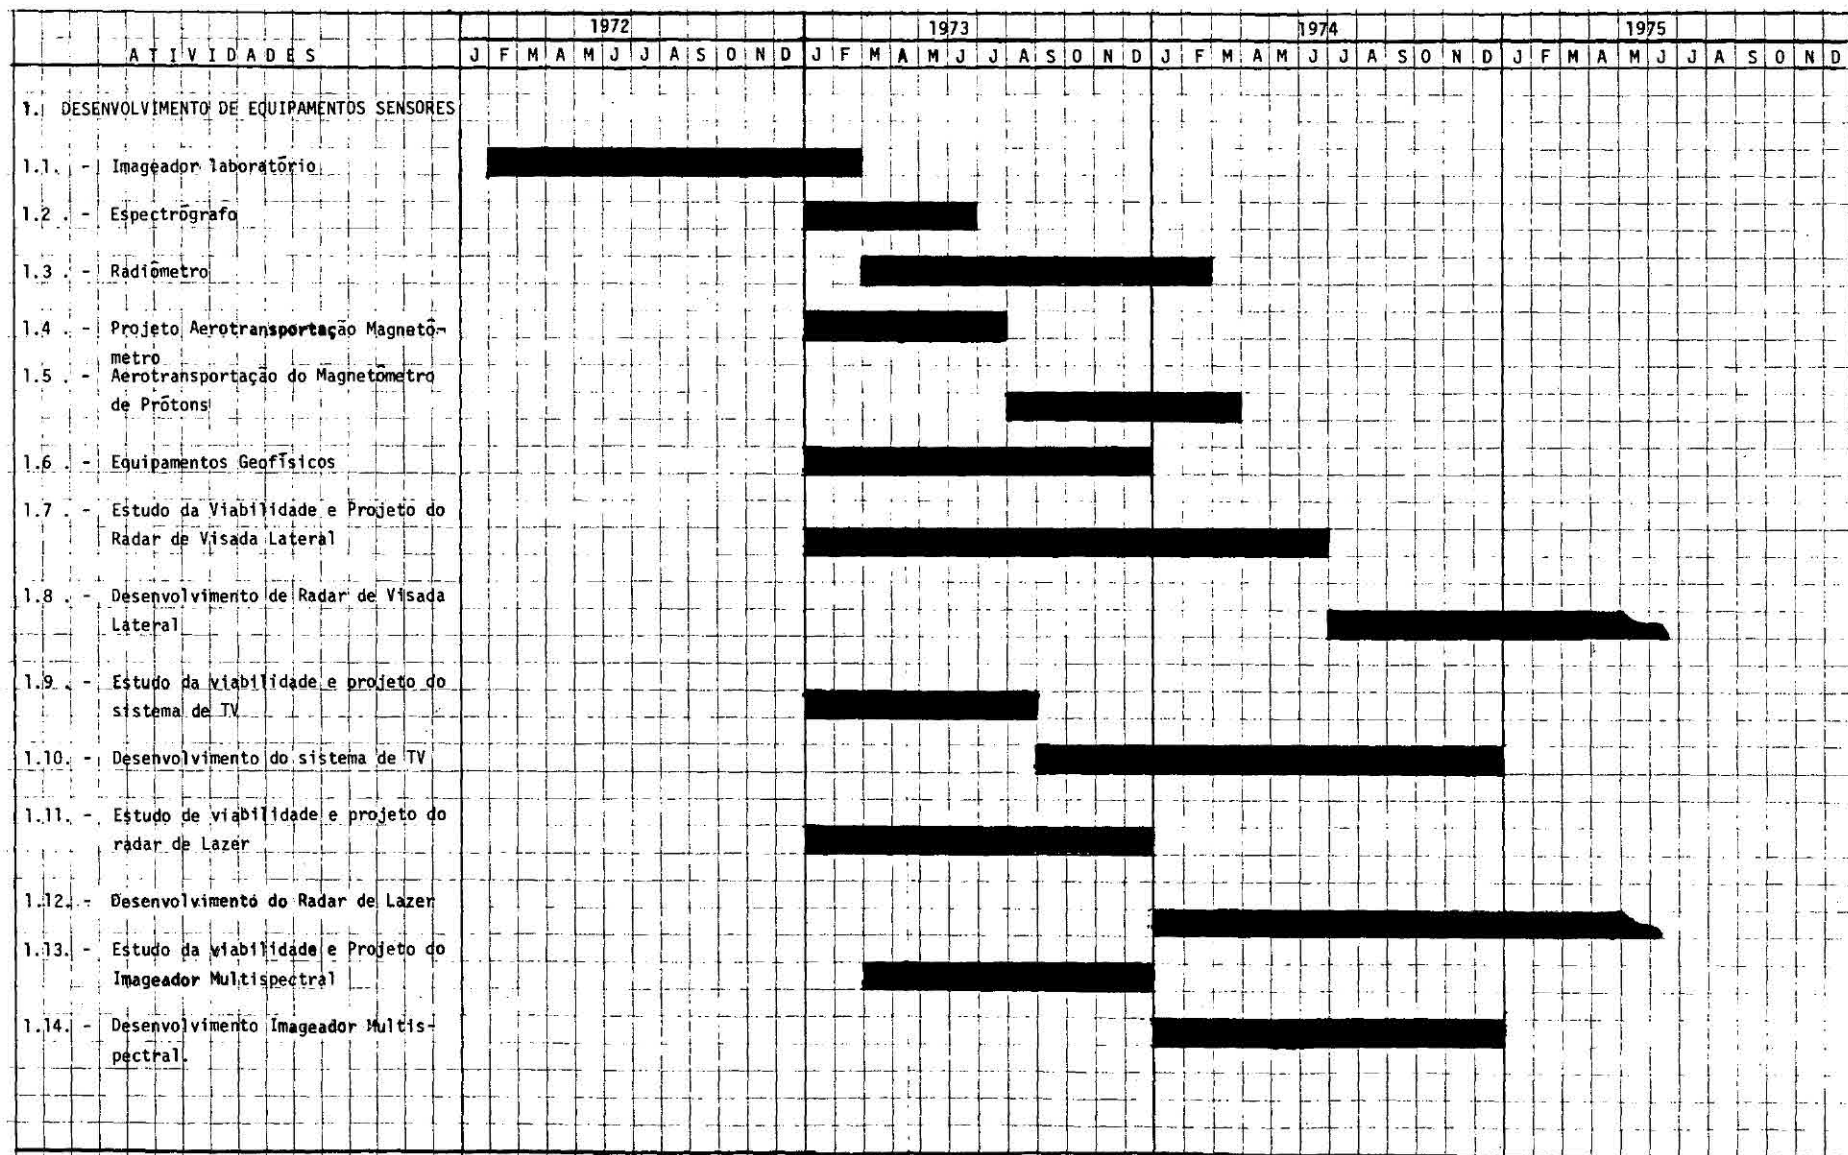 1972 1973 1974 1975
ATIVIDADES J F M A M J J A S O N D J F M A M J J A S O N D J F M A M J J A S O N D J F M A M J J A S O N D
1. DESENVOLVIMENTO DE EQUIPAMENTOS SENSORES
1.1. - Imageador laboratório
1.2 . - Espectrógrafo
1.3 . - Radiômetro
1.4 . - Projeto Aerotransportação Magnetô-
metro
1.5 . - Aerotransportação do Magnetômetro
de Prótons
1.6 . - Equipamentos Geofísicos
1.7 . - Estudo da Viabilidade e Projeto do
Radar de Visada Lateral
1.8 . - Desenvolvimento de Radar de Visada
Lateral
1.9 . - Estudo da viabilidade e projeto do
sistema de TV
1.10. - Desenvolvimento do sistema de TV
1.11. - Estudo de viabilidade e projeto do
radar de Lazer
1.12. - Desenvolvimento do Radar de Lazer
1.13. - Estudo da viabilidade e Projeto do
Imageador Multispectral
1.14. - Desenvolvimento Imageador Multis-
pectral.